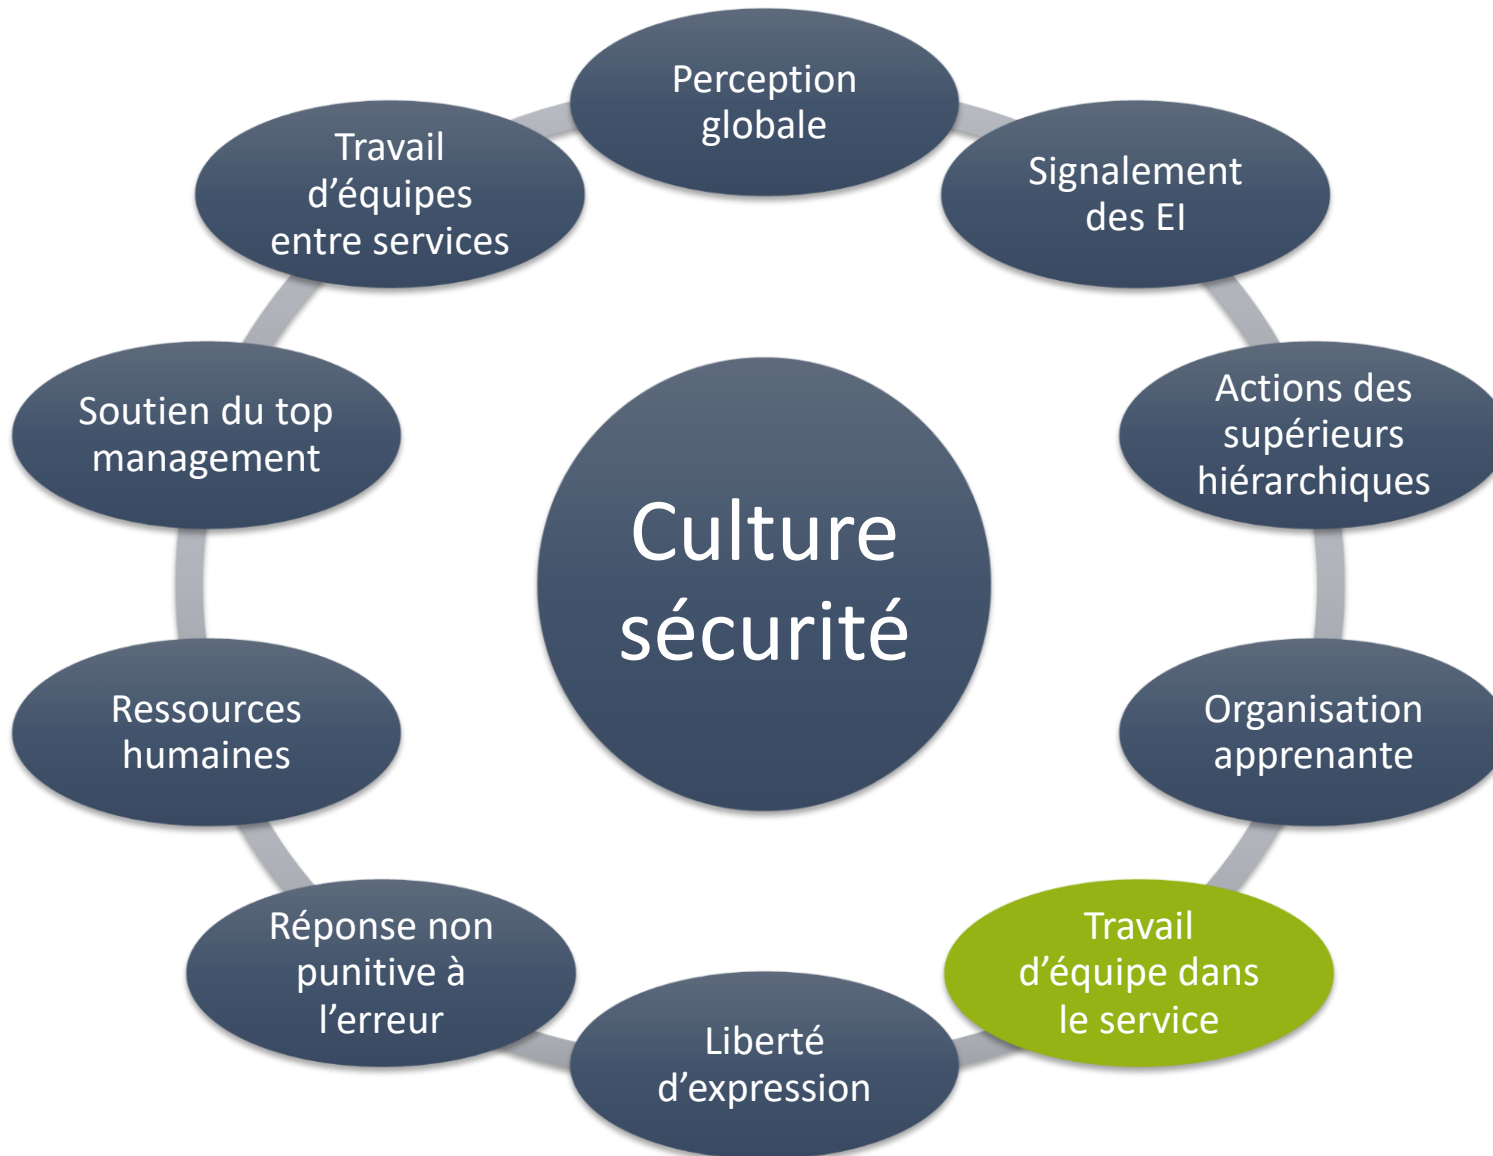 Perception
globale
Signalement
des EI
Actions des
supérieurs
hiérarchiques
Organisation
apprenante
Travail
d’équipe dans
le service
Liberté
d’expression
Réponse non
punitive à
l’erreur
Ressources
humaines
Soutien du top
management
Travail
d’équipes
entre services
Culture
sécurité